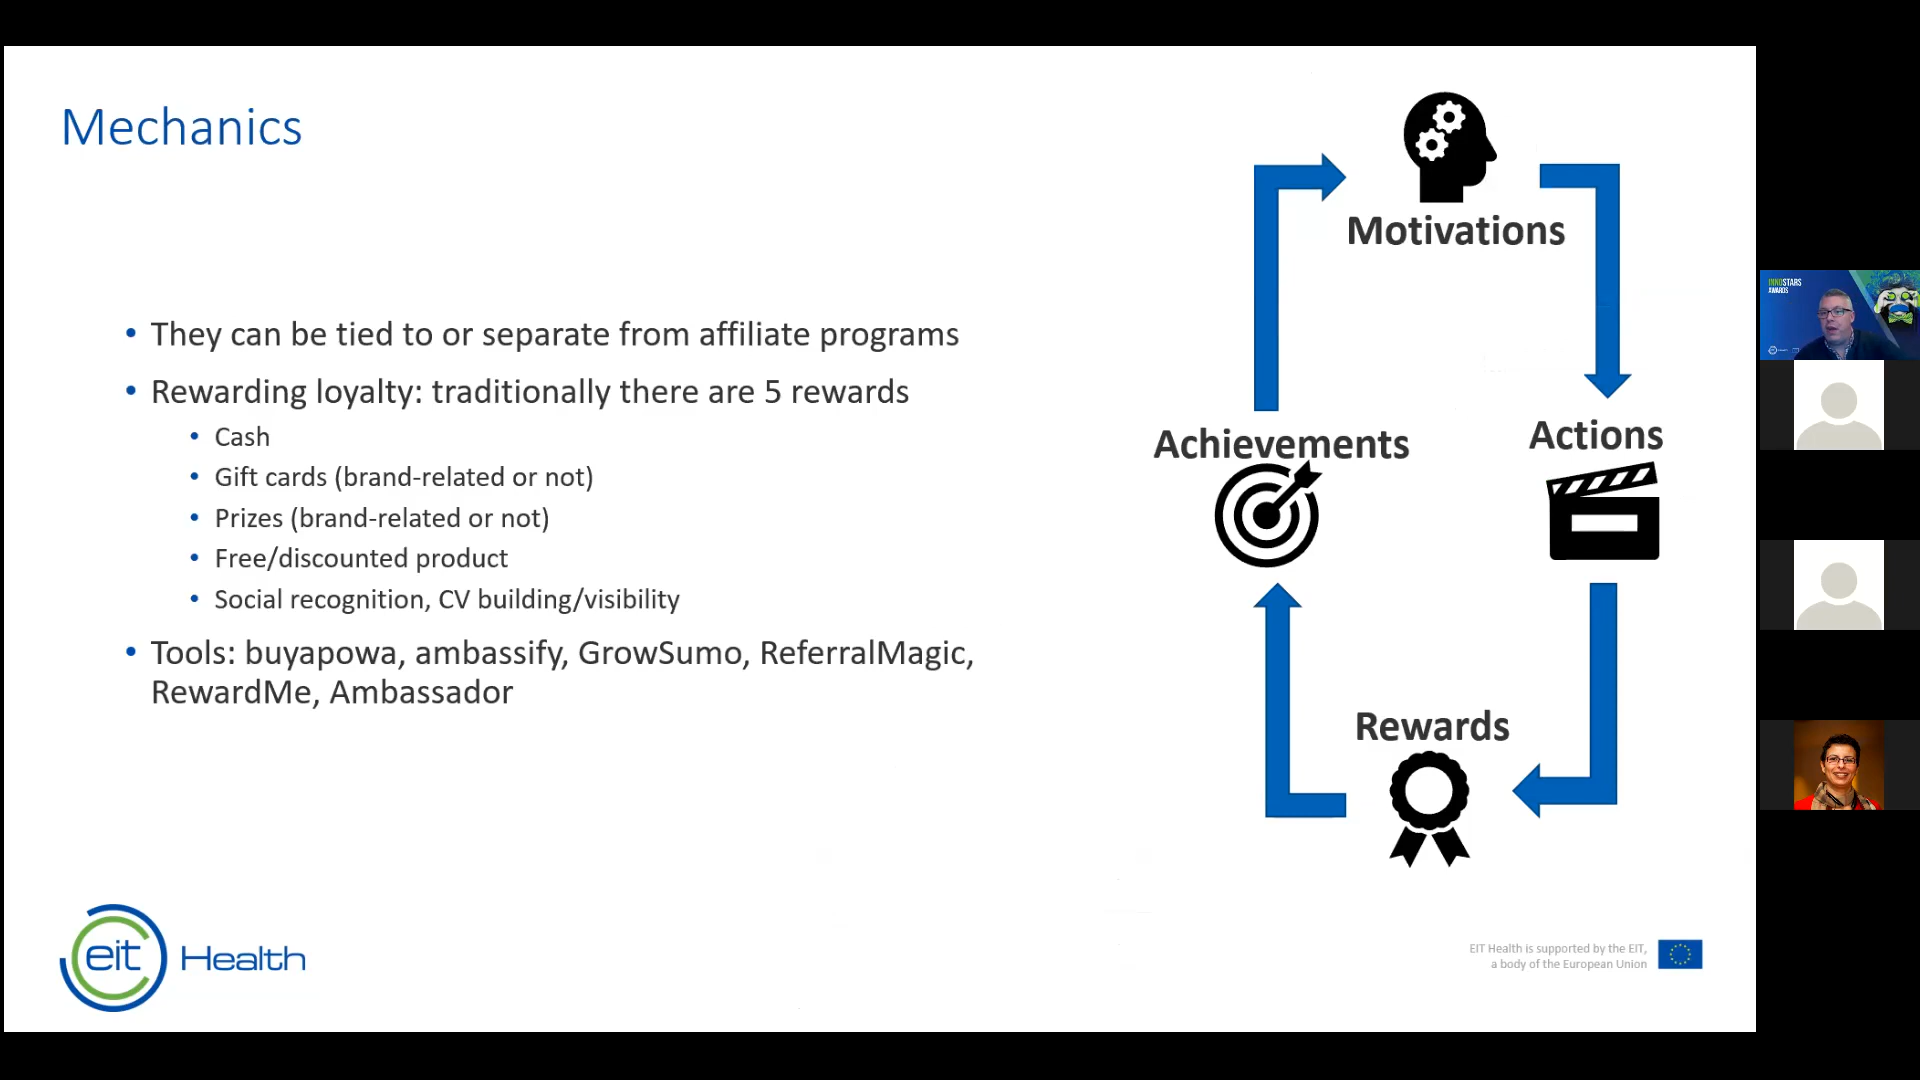 Mechanics
• They can be tied to or separate from affiliate programs
• Rewarding loyalty: traditionally there are 5 rewards
• Cash
• Gift cards (brand-related or not)
• Prizes (brand-related or not)
• Free/discounted product
• Social recognition, CV building/visibility
• Tools: buyapowa, ambassify, GrowSumo, ReferralMagic,
RewardMe, Ambassador
Motivations
Achievements
Actions
Rewards
eit Health
EIT Health is supported by the EIT,
a body of the European Union
INNOSTARS
AWARDS